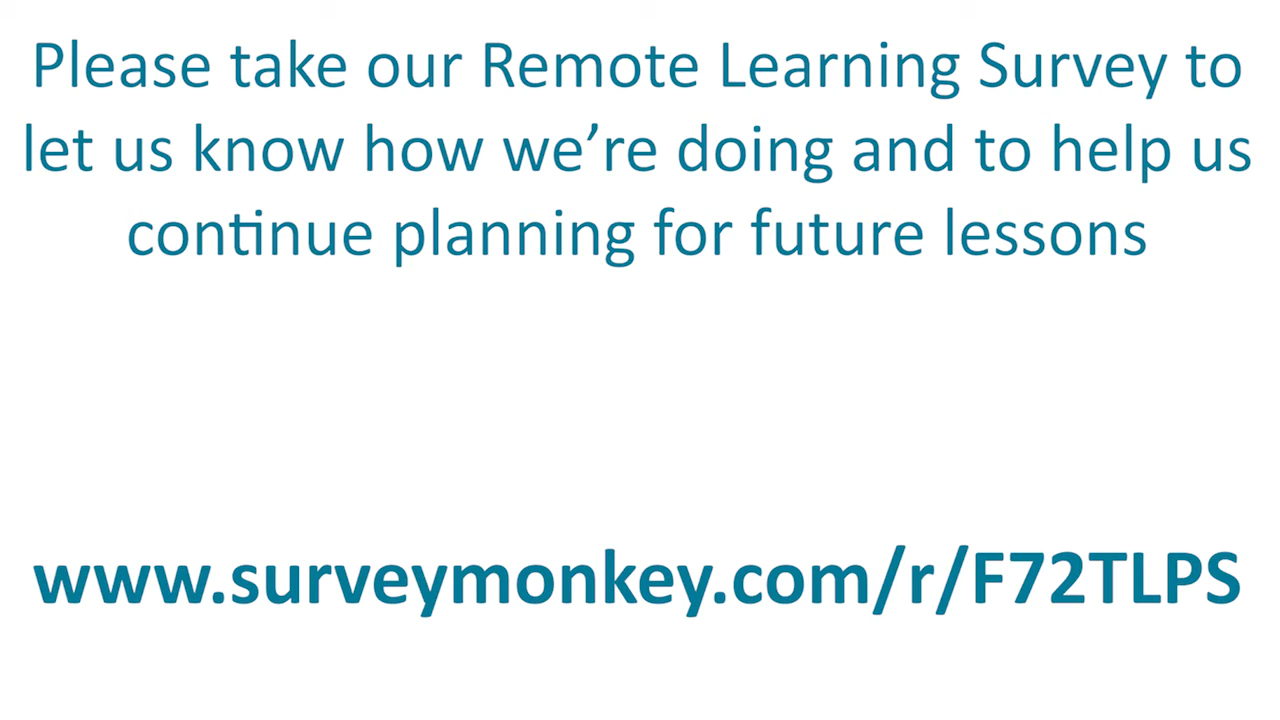 Please take our Remote Learning Survey to
let us know how we’re doing and to help us
continue planning for future lessons
www.surveymonkey.com/r/F72TLPS